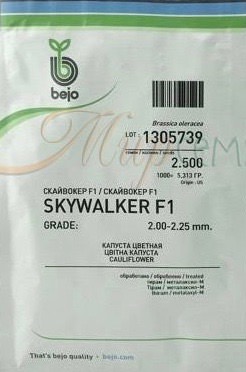 bejo
Brassica oleracea
LOT: 1305739
2.500
1000= 5,313 ГР.
Origin : US
СКАЙВОКЕР F1 / СКАЙВОКЕР F1
SKYWALKER F1
GRADE: 2.00-2.25 mm.
КАПУСТА ЦВЕТНАЯ
ЦВІТНА КАПУСТА
CAULIFLOWER
обработано / оброблено / treated
тирам / металаксил-М
Тірам / металаксил-М
thiram / metalaxyl-M
That's bejo quality. • bejo.com